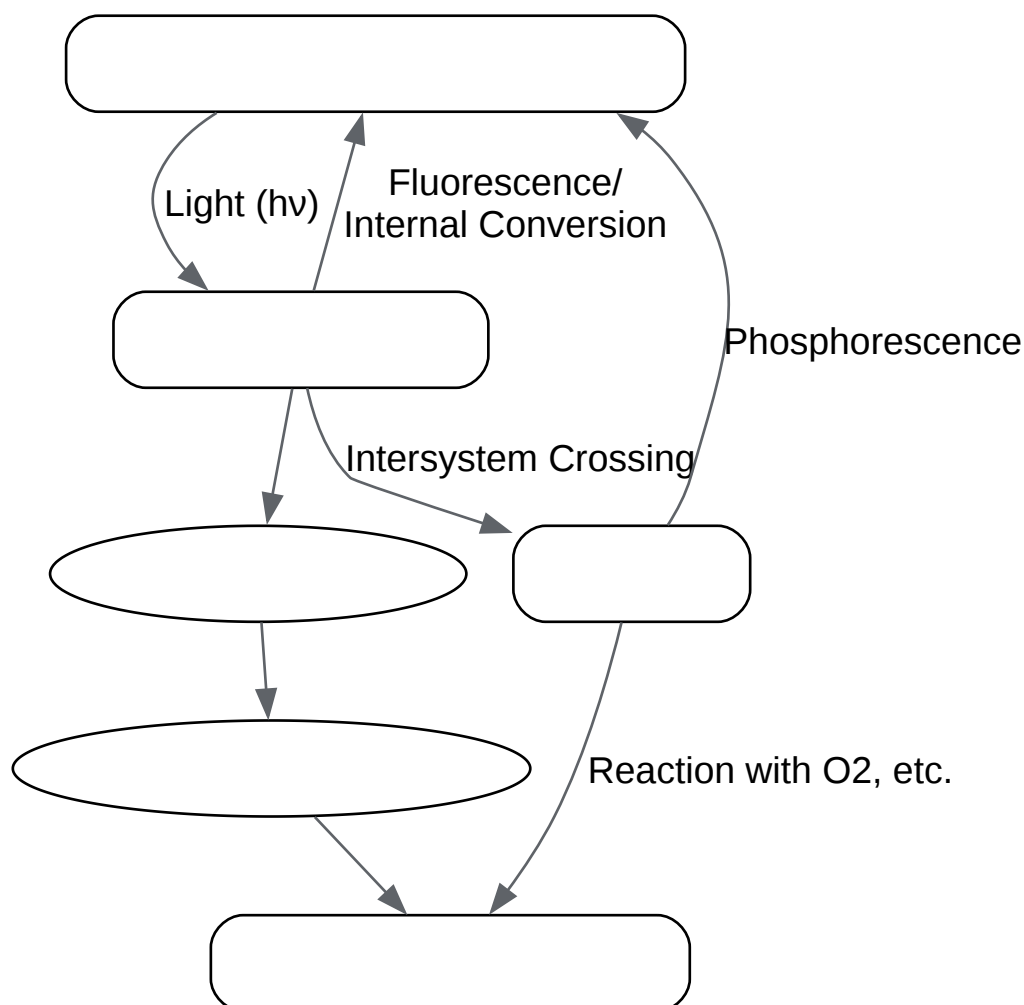 Light (hν)
Fluorescence/
Internal Conversion
Phosphorescence
Intersystem Crossing
Reaction with O2, etc.